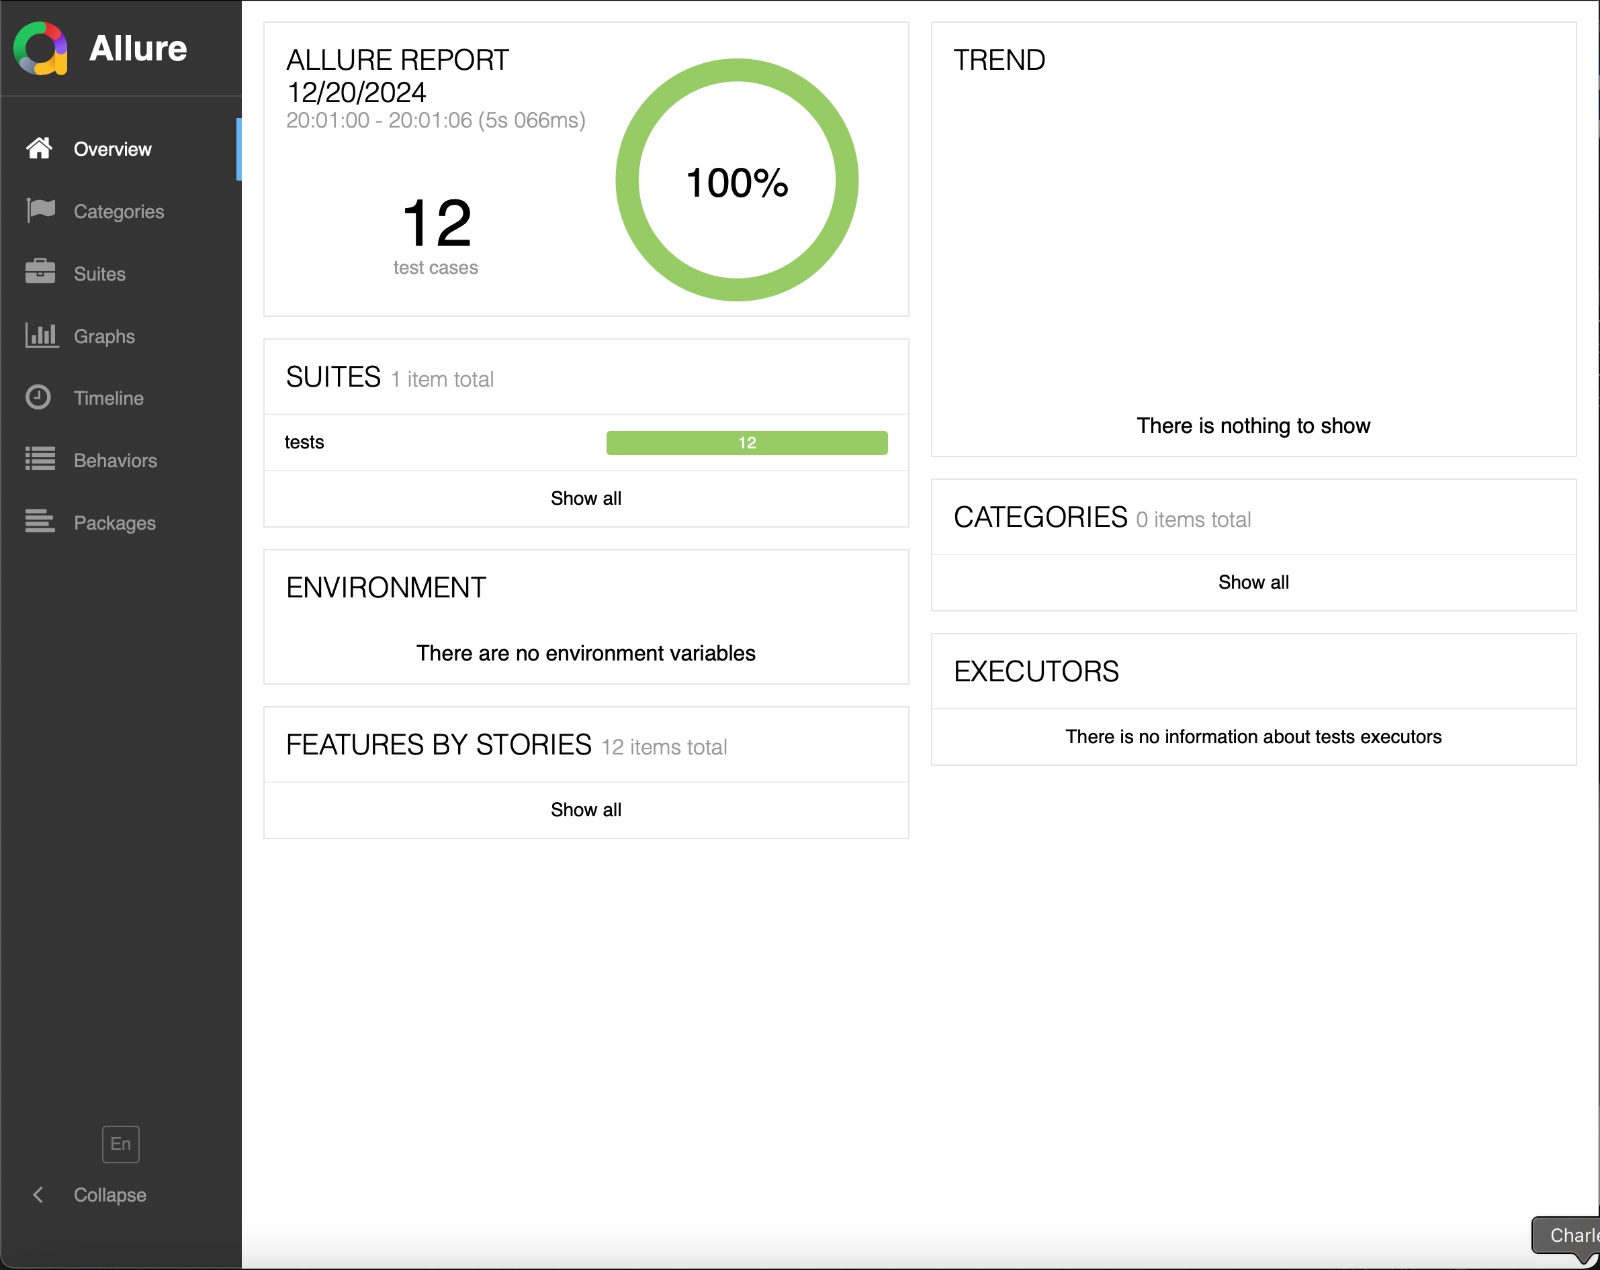 Allure
Overview
Categories
Suites
Graphs
Timeline
Behaviors
Packages
En
Collapse
ALLURE REPORT
12/20/2024
20:01:00 - 20:01:06 (5s 066ms)
12
test cases
100%
SUITES 1 item total
tests 12
Show all
ENVIRONMENT
There are no environment variables
FEATURES BY STORIES 12 items total
Show all
TREND
There is nothing to show
CATEGORIES 0 items total
Show all
EXECUTORS
There is no information about tests executors